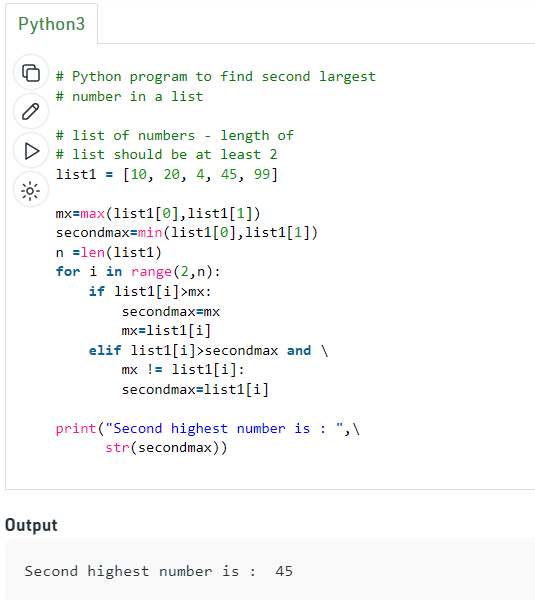 Python3
# Python program to find second largest
# number in a list
# list of numbers - length of
# list should be at least 2
list1 = [10, 20, 4, 45, 99]
mx=max(list1[0],list1[1])
secondmax=min(list1[0],list1[1])
n =len(list1)
for i in range(2,n):
    if list1[i]>mx:
        secondmax=mx
        mx=list1[i]
    elif list1[i]>secondmax and \
        mx != list1[i]:
        secondmax=list1[i]
print("Second highest number is : ",\
      str(secondmax))
Output
Second highest number is :  45